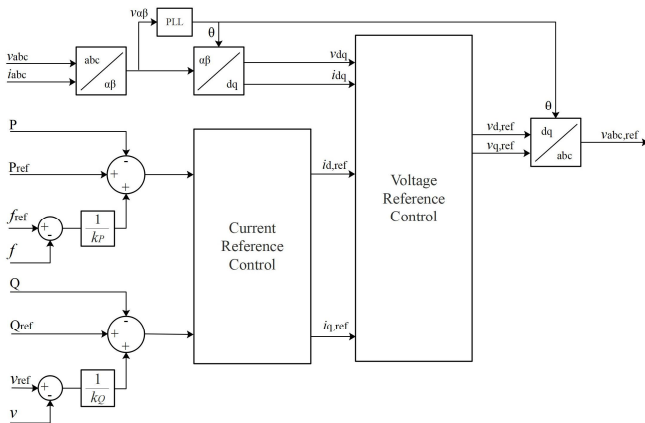 vαβ
PLL
θ
vabc
iabc
abc
αβ
αβ
dq
vdq
idq
θ
P
-
Pref
+
+
fref
+
-
f
1
kP
Current
Reference
Control
id,ref
iq,ref
Voltage
Reference
Control
vd,ref
vq,ref
dq
abc
vabc,ref
Q
-
Qref
+
+
vref
+
-
v
1
kQ